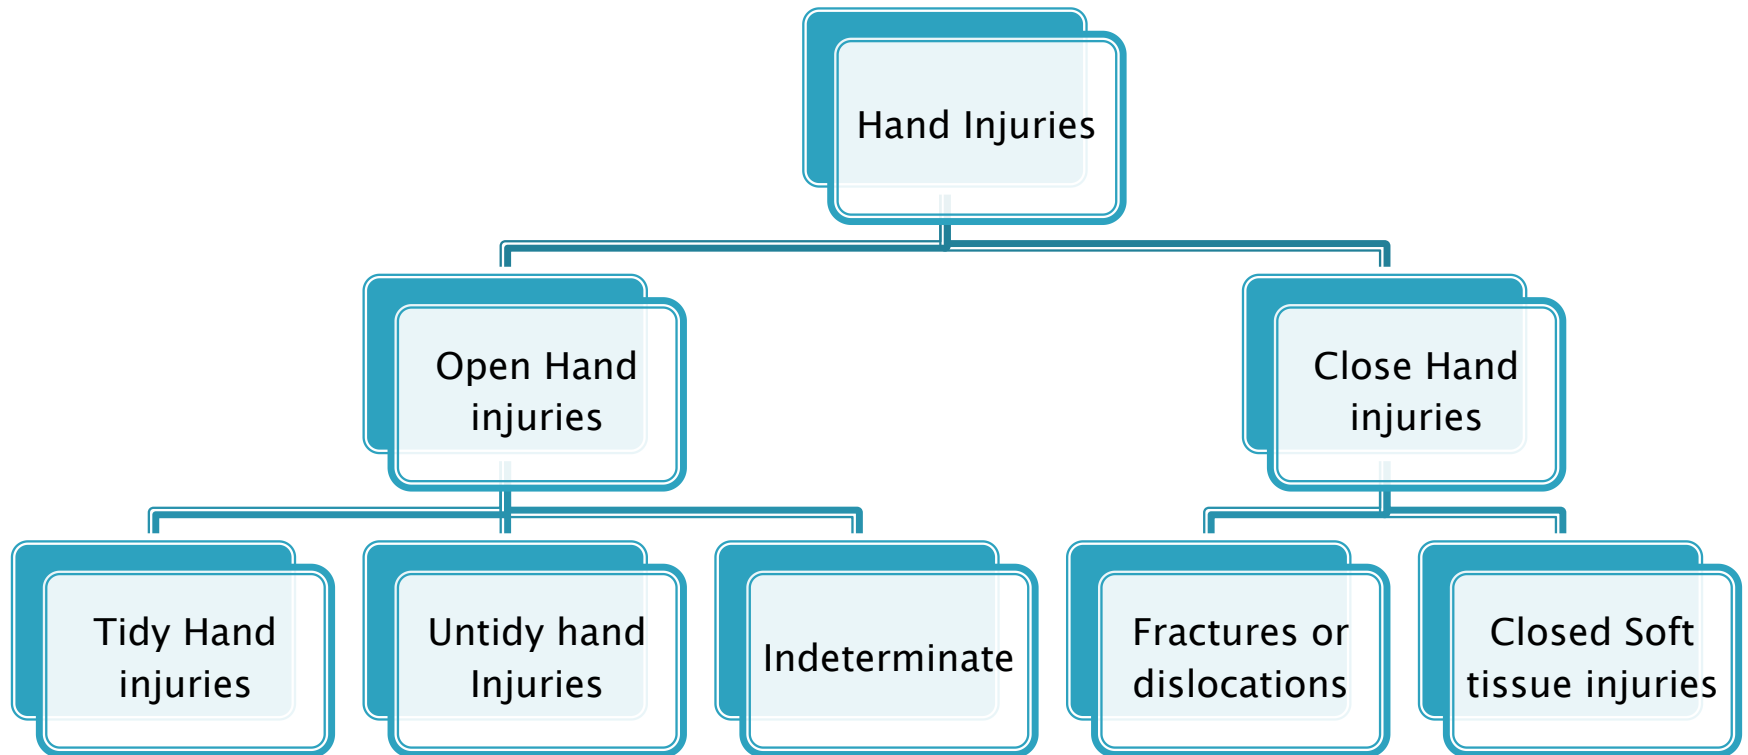 Hand Injuries
Open Hand
injuries
Close Hand
injuries
Tidy Hand
injuries
Untidy hand
Injuries
Indeterminate
Fractures or
dislocations
Closed Soft
tissue injuries